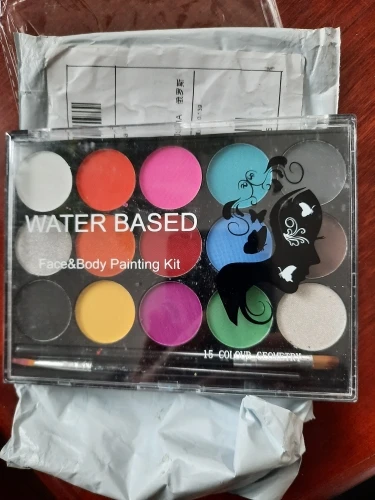 WATER BASED
Face&Body Painting Kit
15 COLOUR GEOMETRY